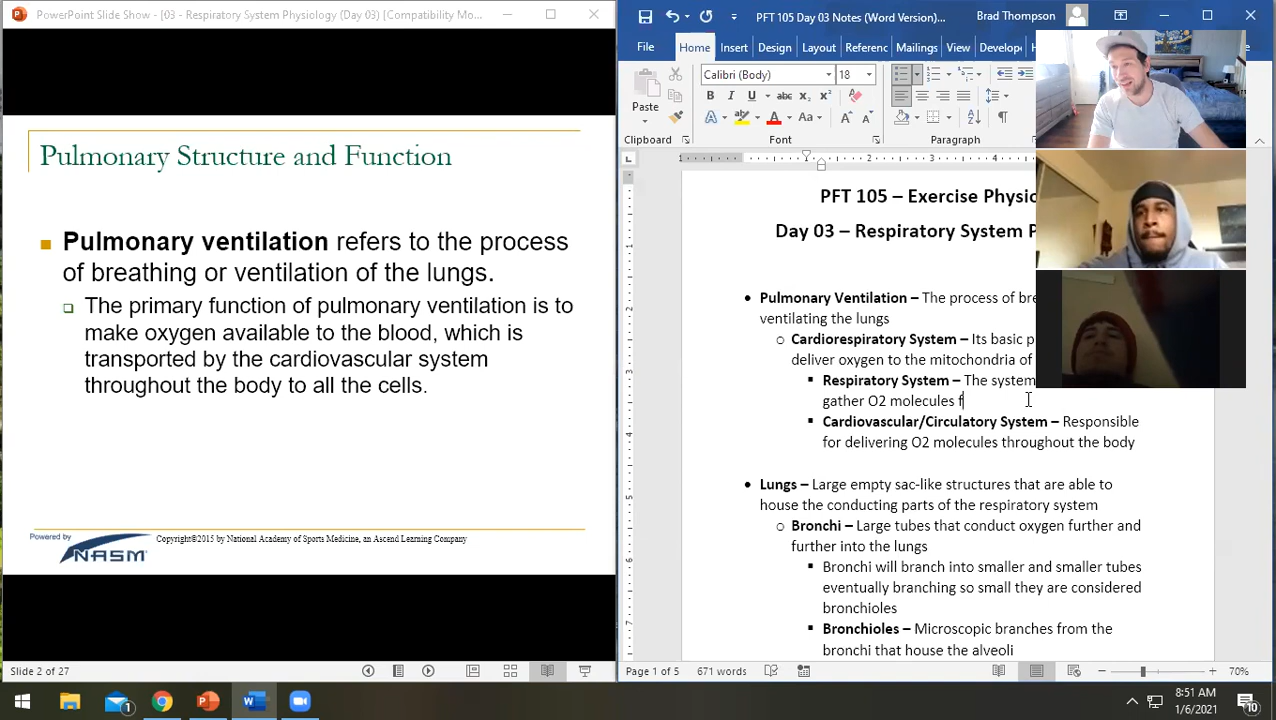 PowerPoint Slide Show - [03 - Respiratory System Physiology (Day 03) [Compatibility Mo...
PFT 105 Day 03 Notes (Word Version)...
Brad Thompson
File
Home
Insert
Design
Layout
Referenc
Mailings
Review
View
Develop
Calibri (Body)
18
Paste
Clipboard
Font
Paragraph
Pulmonary Structure and Function
Pulmonary ventilation refers to the process
of breathing or ventilation of the lungs.
The primary function of pulmonary ventilation is to
make oxygen available to the blood, which is
transported by the cardiovascular system
throughout the body to all the cells.
Powered by
NASM
Copyright©2015 by National Academy of Sports Medicine, an Ascend Learning Company
PFT 105 – Exercise Physio
Day 03 – Respiratory System P
Pulmonary Ventilation – The process of bre
ventilating the lungs
Cardiorespiratory System – Its basic p
deliver oxygen to the mitochondria of
Respiratory System – The system
gather O2 molecules f
Cardiovascular/Circulatory System – Responsible
for delivering O2 molecules throughout the body
Lungs – Large empty sac-like structures that are able to
house the conducting parts of the respiratory system
Bronchi – Large tubes that conduct oxygen further and
further into the lungs
Bronchi will branch into smaller and smaller tubes
eventually branching so small they are considered
bronchioles
Bronchioles – Microscopic branches from the
bronchi that house the alveoli
Slide 2 of 27
Page 1 of 5
671 words
70%
8:51 AM
1/6/2021